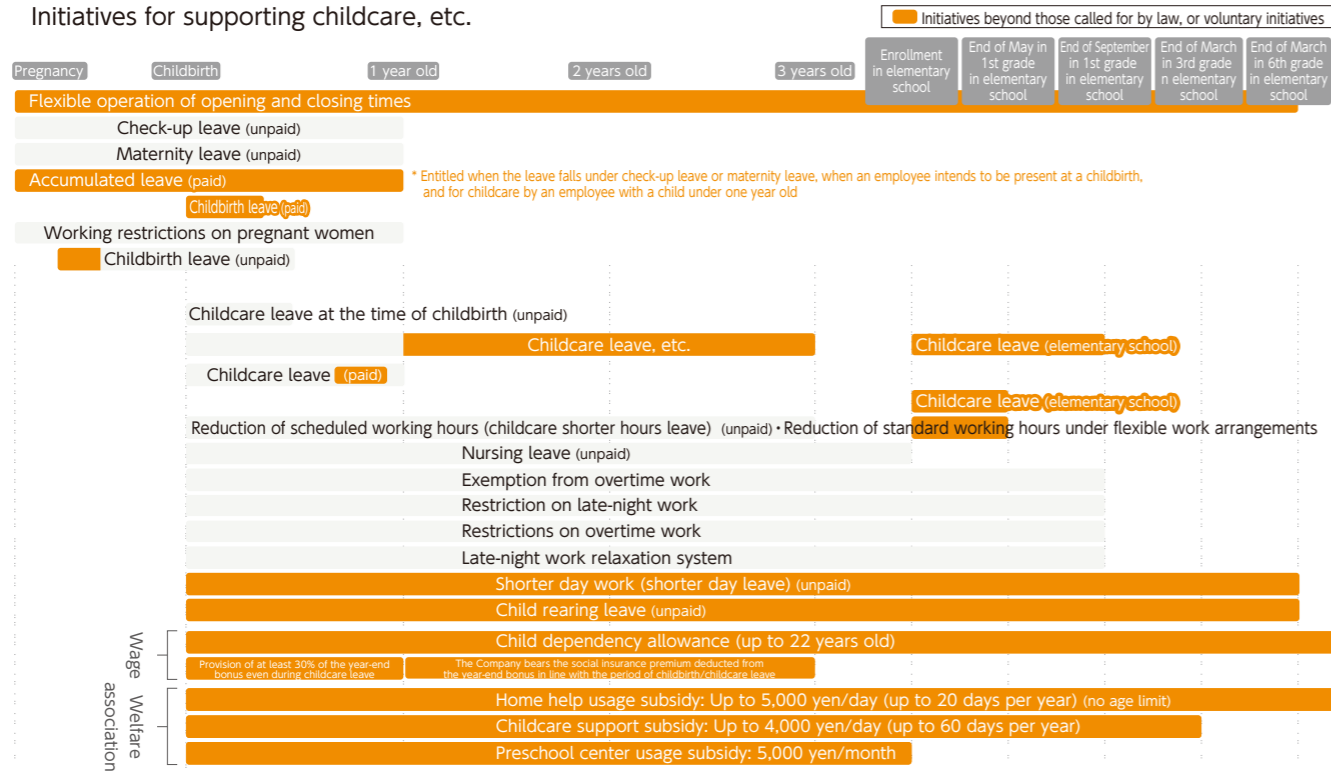 Initiatives for supporting childcare, etc.
Initiatives beyond those called for by law, or voluntary initiatives
Pregnancy
Childbirth
1 year old
2 years old
3 years old
Enrollment
in elementary
school
End of May in
1st grade
in elementary
school
End of September
in 1st grade
in elementary
school
End of March
in 3rd grade
n elementary
school
End of March
in 6th grade
in elementary
school
Flexible operation of opening and closing times
Check-up leave (unpaid)
Maternity leave (unpaid)
Accumulated leave (paid)
* Entitled when the leave falls under check-up leave or maternity leave, when an employee intends to be present at a childbirth,
and for childcare by an employee with a child under one year old
Childbirth leave (paid)
Working restrictions on pregnant women
Childbirth leave (unpaid)
Childcare leave at the time of childbirth (unpaid)
Childcare leave, etc.
Childcare leave (elementary school)
Childcare leave (paid)
Childcare leave (elementary school)
Reduction of scheduled working hours (childcare shorter hours leave) (unpaid)・Reduction of standard working hours under flexible work arrangements
Nursing leave (unpaid)
Exemption from overtime work
Restriction on late-night work
Restrictions on overtime work
Late-night work relaxation system
Shorter day work (shorter day leave) (unpaid)
Child rearing leave (unpaid)
Wage
Child dependency allowance (up to 22 years old)
Provision of at least 30% of the year-end
bonus even during childcare leave
The Company bears the social insurance premium deducted from
the year-end bonus in line with the period of childbirth/childcare leave
Welfare
association
Home help usage subsidy: Up to 5,000 yen/day (up to 20 days per year) (no age limit)
Childcare support subsidy: Up to 4,000 yen/day (up to 60 days per year)
Preschool center usage subsidy: 5,000 yen/month